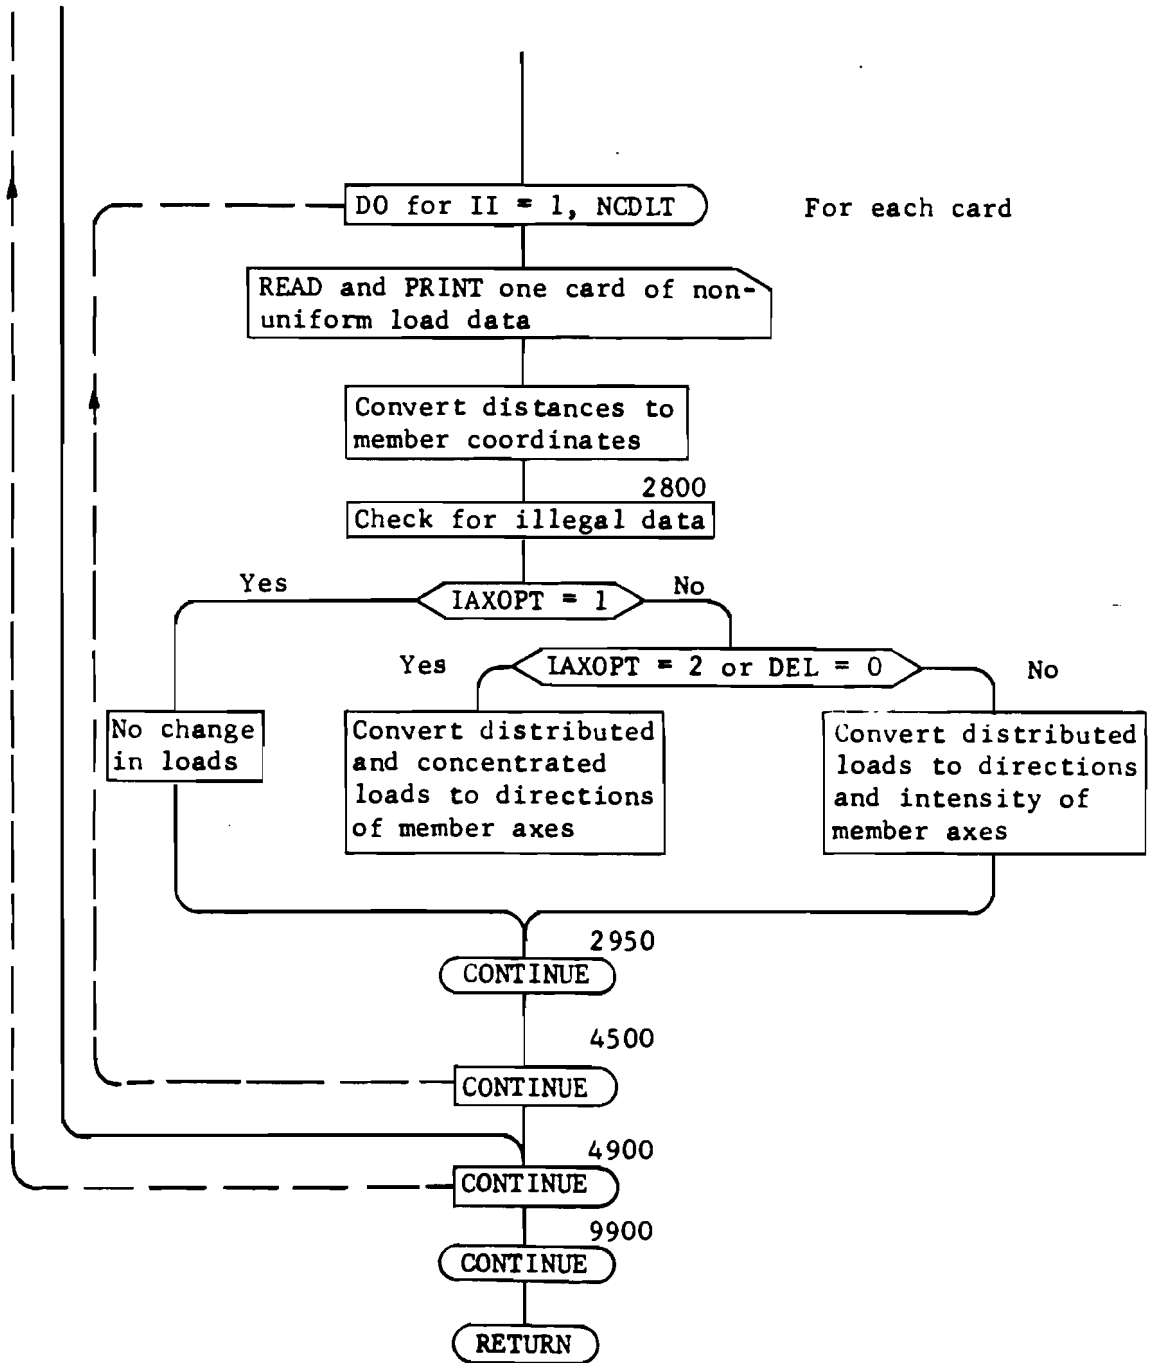 DO for II = 1, NCDLT
For each card
READ and PRINT one card of non-
uniform load data
Convert distances to
member coordinates
2800
Check for illegal data
Yes
IAXOPT = 1
No
Yes
IAXOPT = 2 or DEL = 0
No
No change
in loads
Convert distributed
and concentrated
loads to directions
of member axes
Convert distributed
loads to directions
and intensity of
member axes
2950
CONTINUE
4500
CONTINUE
4900
CONTINUE
9900
CONTINUE
RETURN